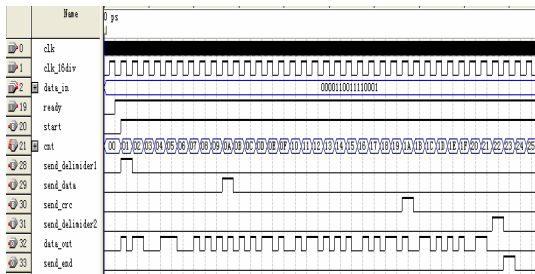 Name 0 ps
0 clk
1 clk_16div
2 data_in 0000110011110001
19 ready
20 start
21 cnt 00 01 02 03 04 05 06 07 08 09 0A 0B 0C 0D 0E 0F 10 11 12 13 14 15 16 17 18 19 1A 1B 1C 1D 1E 1F 20 21 22 23 24 25
28 send_delimider1
29 send_data
30 send_crc
31 send_delimider2
32 data_out
33 send_end